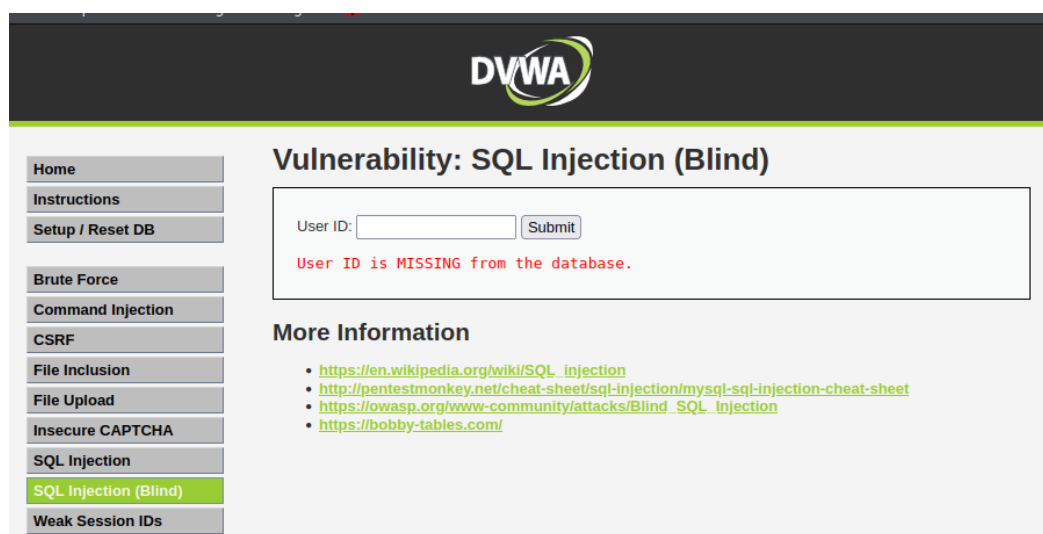 DVWA
Home
Instructions
Setup / Reset DB
Brute Force
Command Injection
CSRF
File Inclusion
File Upload
Insecure CAPTCHA
SQL Injection
SQL Injection (Blind)
Weak Session IDs
Vulnerability: SQL Injection (Blind)
User ID: Submit
User ID is MISSING from the database.
More Information
• https://en.wikipedia.org/wiki/SQL_injection
• http://pentestmonkey.net/cheat-sheet/sql-injection/mysql-sql-injection-cheat-sheet
• https://owasp.org/www-community/attacks/Blind_SQL_Injection
• https://bobby-tables.com/